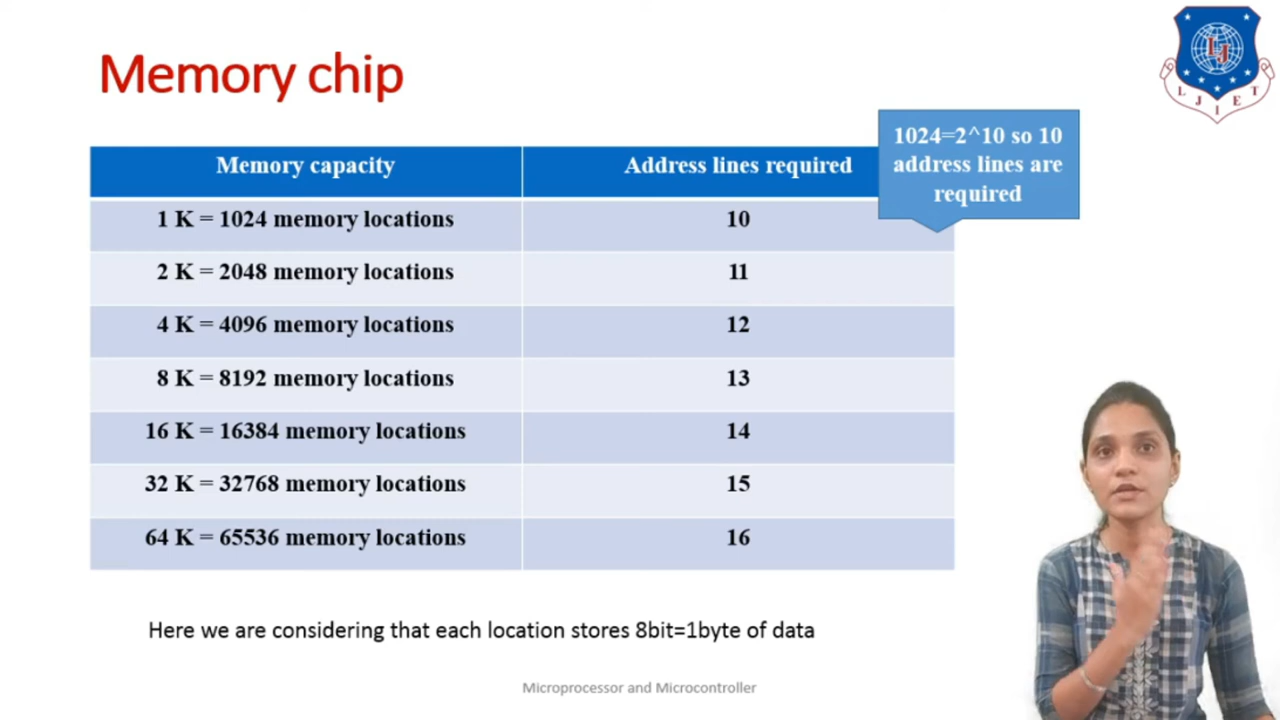 Memory chip
LJIET
1024=2^10 so 10
address lines are
required
Memory capacity Address lines required
1 K = 1024 memory locations 10
2 K = 2048 memory locations 11
4 K = 4096 memory locations 12
8 K = 8192 memory locations 13
16 K = 16384 memory locations 14
32 K = 32768 memory locations 15
64 K = 65536 memory locations 16
Here we are considering that each location stores 8bit=1byte of data
Microprocessor and Microcontroller